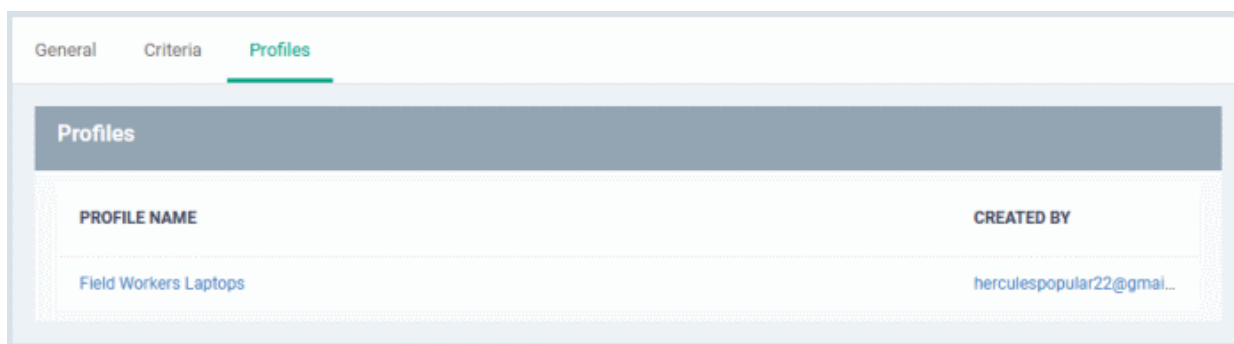 General Criteria Profiles
Profiles
PROFILE NAME CREATED BY
Field Workers Laptops herculespopular22@gmai...